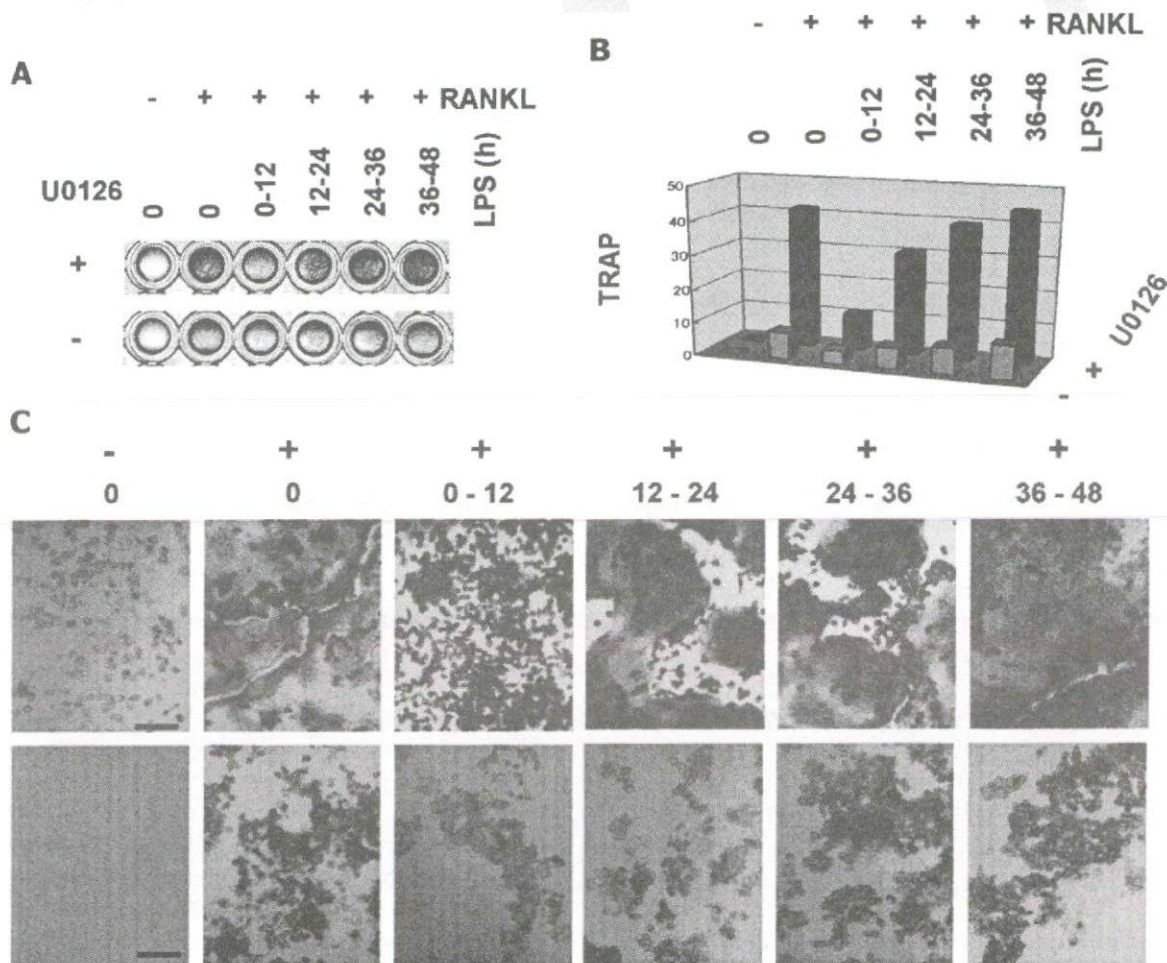 A
- + + + + + RANKL
U0126 0 0 0-12 12-24 24-36 36-48 LPS (h)
+
-
B
- + + + + + RANKL
0 0 0-12 12-24 24-36 36-48 LPS (h)
TRAP
50
40
30
20
10
0
- + U0126
C
- + + + + +
0 0 0 - 12 12 - 24 24 - 36 36 - 48